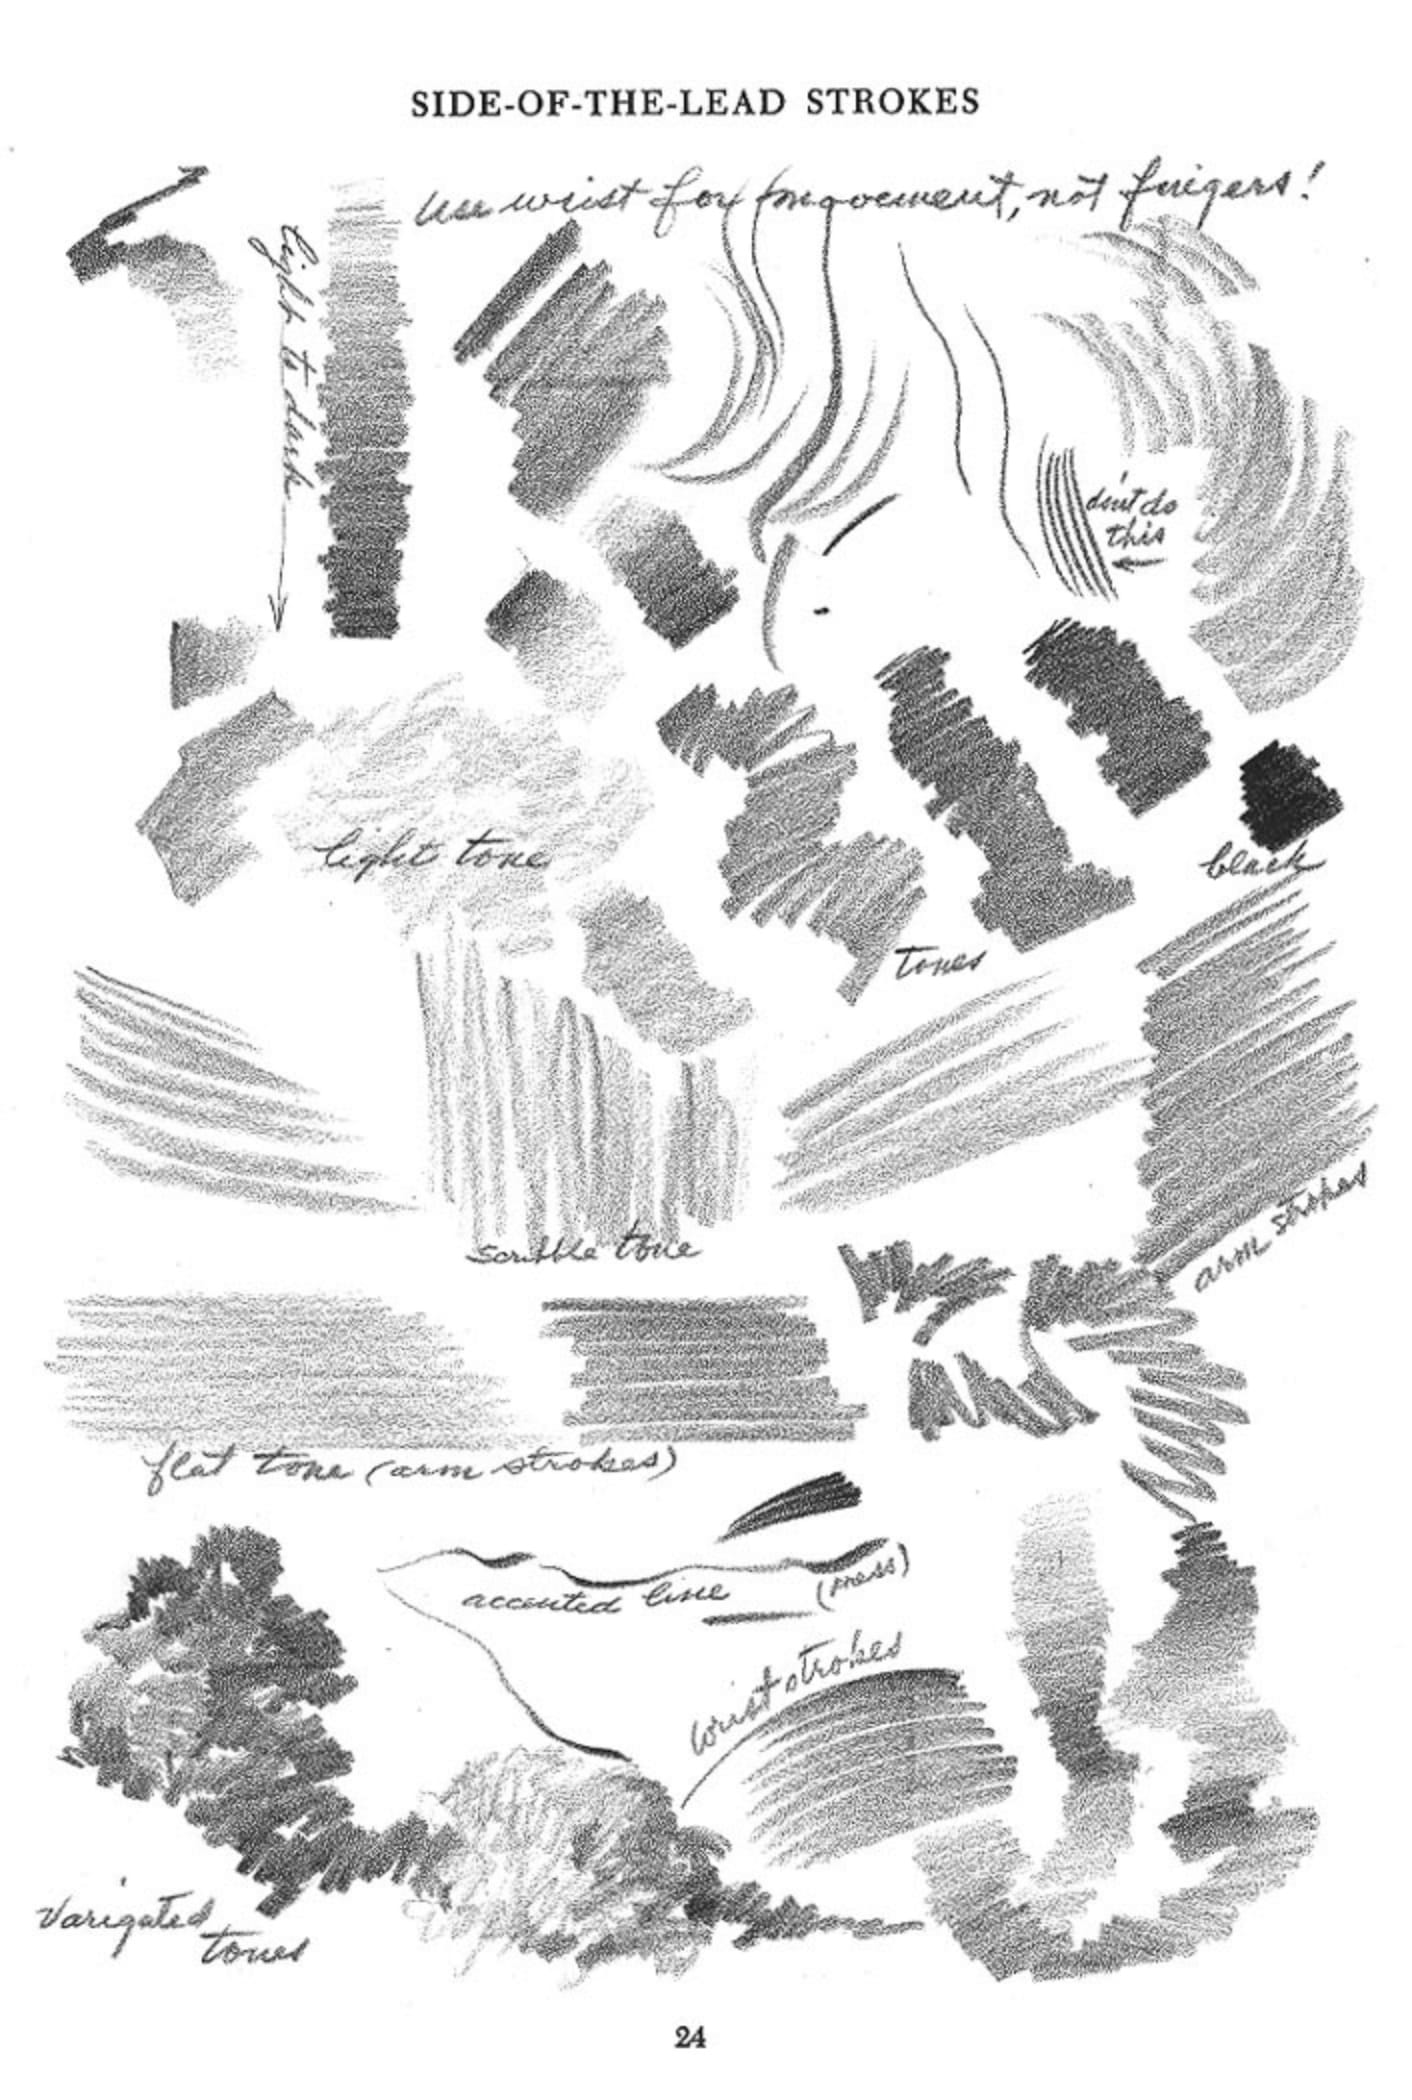 SIDE-OF-THE-LEAD STROKES
Use wrist for movement, not fingers!
light to dark
don't do
this
light tone
black
tones
arm strokes
scribble tone
flat tone (arm strokes)
accented line
(press)
wrist strokes
Varigated
tones
24